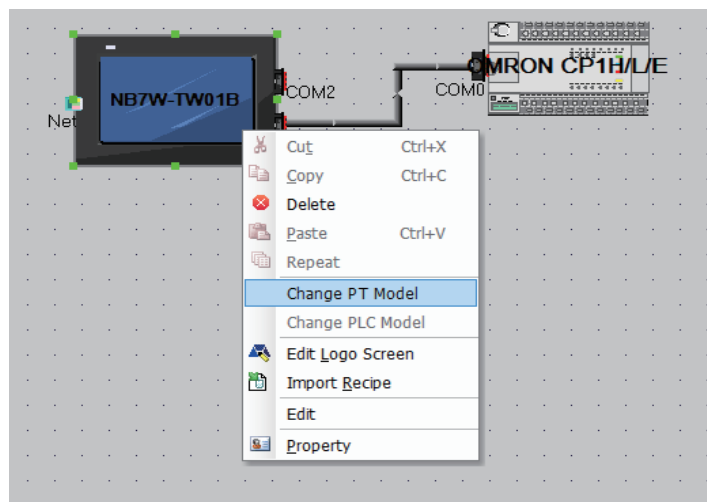 MRON CP1H/L/E
NB7W-TW01B
COM2
COM0
Net
Cut Ctrl+X
Copy Ctrl+C
Delete
Paste Ctrl+V
Repeat
Change PT Model
Change PLC Model
Edit Logo Screen
Import Recipe
Edit
Property